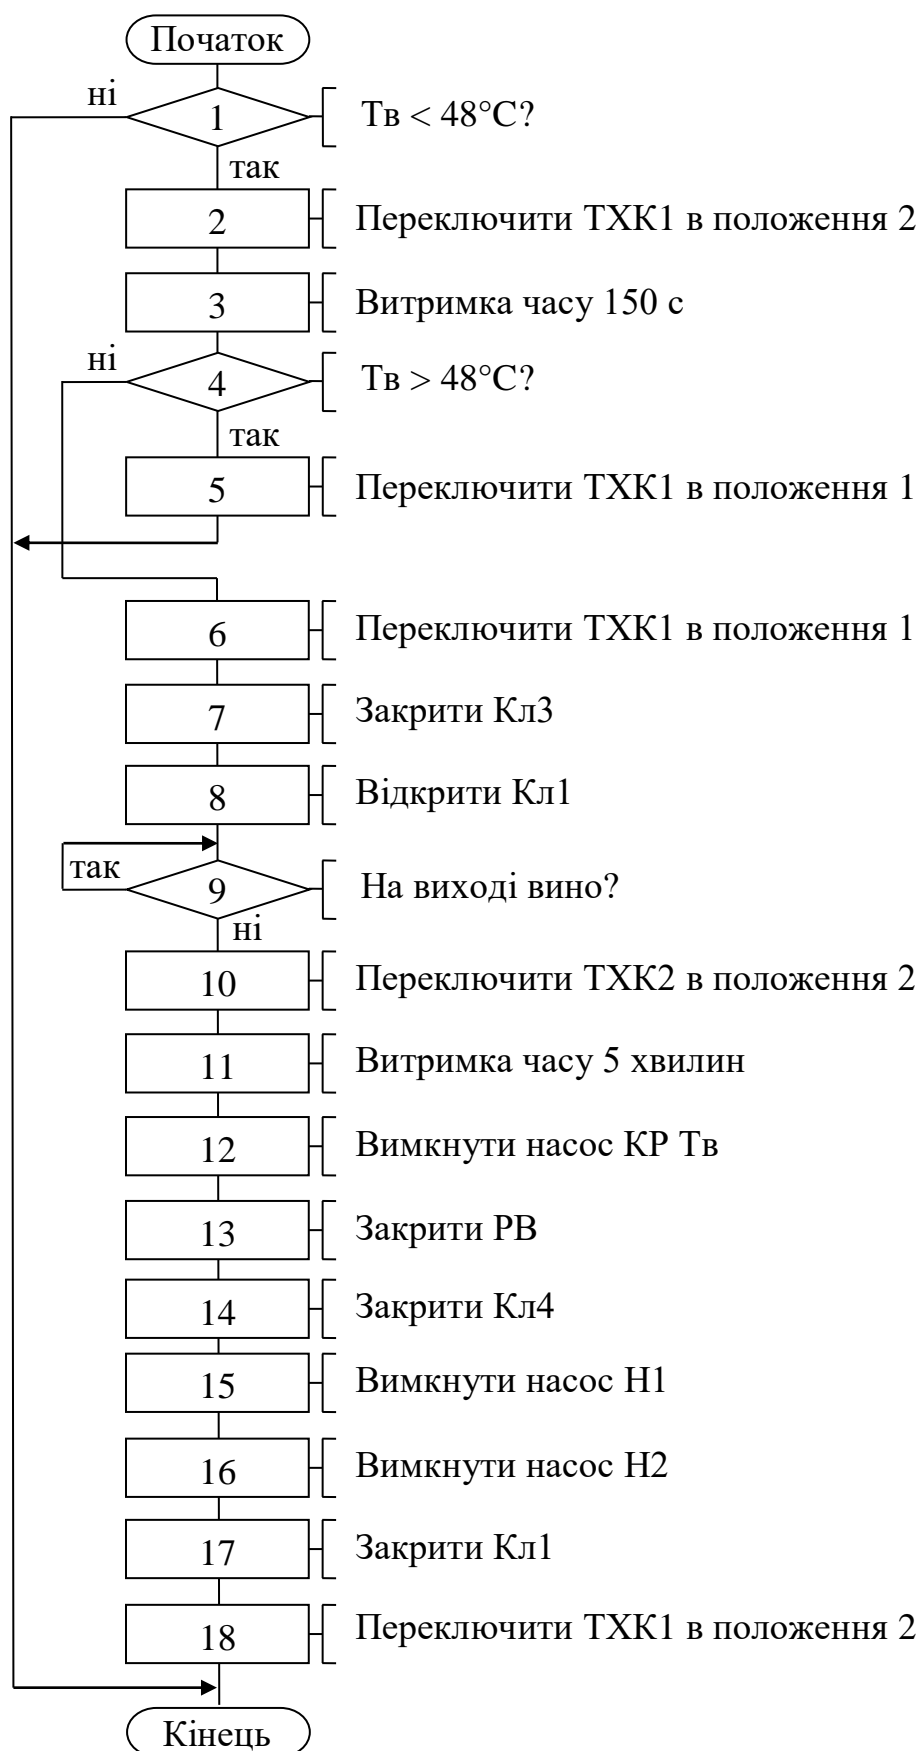 Початок
ні
1
Тв < 48°С?
так
2
Переключити ТХК1 в положення 2
3
Витримка часу 150 с
ні
4
Тв > 48°С?
так
5
Переключити ТХК1 в положення 1
6
Переключити ТХК1 в положення 1
7
Закрити Кл3
8
Відкрити Кл1
так
9
На виході вино?
ні
10
Переключити ТХК2 в положення 2
11
Витримка часу 5 хвилин
12
Вимкнути насос КР Тв
13
Закрити РВ
14
Закрити Кл4
15
Вимкнути насос Н1
16
Вимкнути насос Н2
17
Закрити Кл1
18
Переключити ТХК1 в положення 2
Кінець